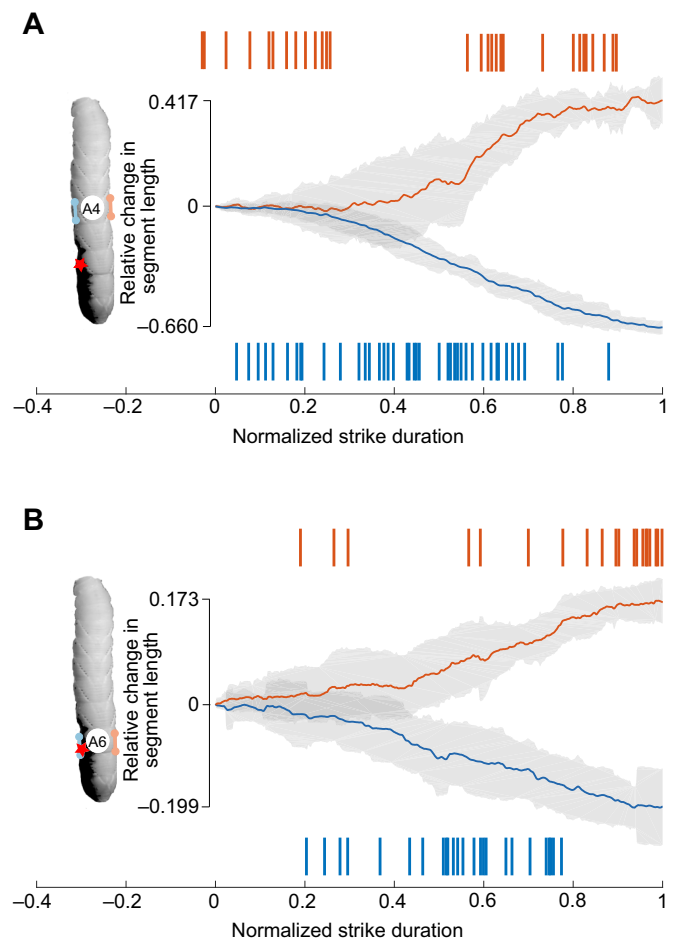 A
0.417
A4
0
Relative change in
segment length
–0.660
–0.4 –0.2 0 0.2 0.4 0.6 0.8 1
Normalized strike duration
B
0.173
Relative change in
segment length
0
A6
–0.199
–0.4 –0.2 0 0.2 0.4 0.6 0.8 1
Normalized strike duration